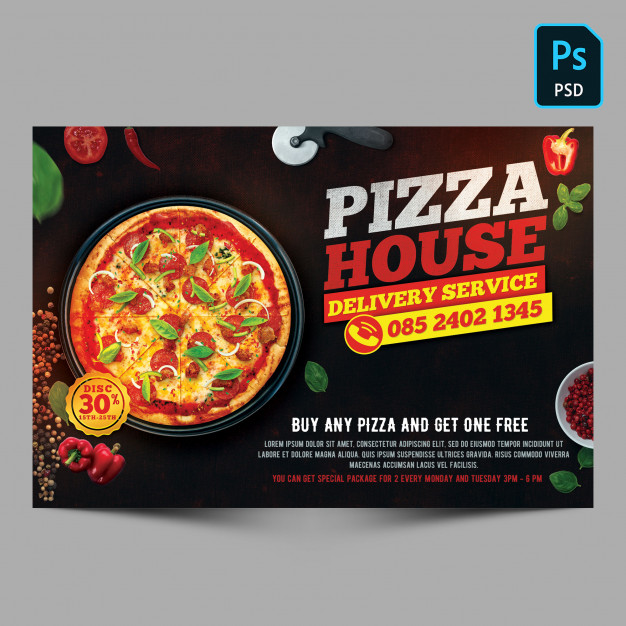 Ps
PSD
PIZZA
HOUSE
DELIVERY SERVICE
085 2402 1345
DISC
30%
15TH-25TH
BUY ANY PIZZA AND GET ONE FREE
LOREM IPSUM DOLOR SIT AMET, CONSECTETUR ADIPISCING ELIT, SED DO
EIUSMOD TEMPOR INCIDIDUNT UT LABORE ET DOLORE MAGNA ALIQUA. QUIS IPSUM SUSPENDISSE ULTRICES GRAVIDA. RISUS
MAECENAS ACCUMSAN LACUS VEL FACILISIS.
YOU CAN GET SPECIAL PACKAGE FOR 2 EVERY MONDAY AND TUESDAY 3PM - 6 PM